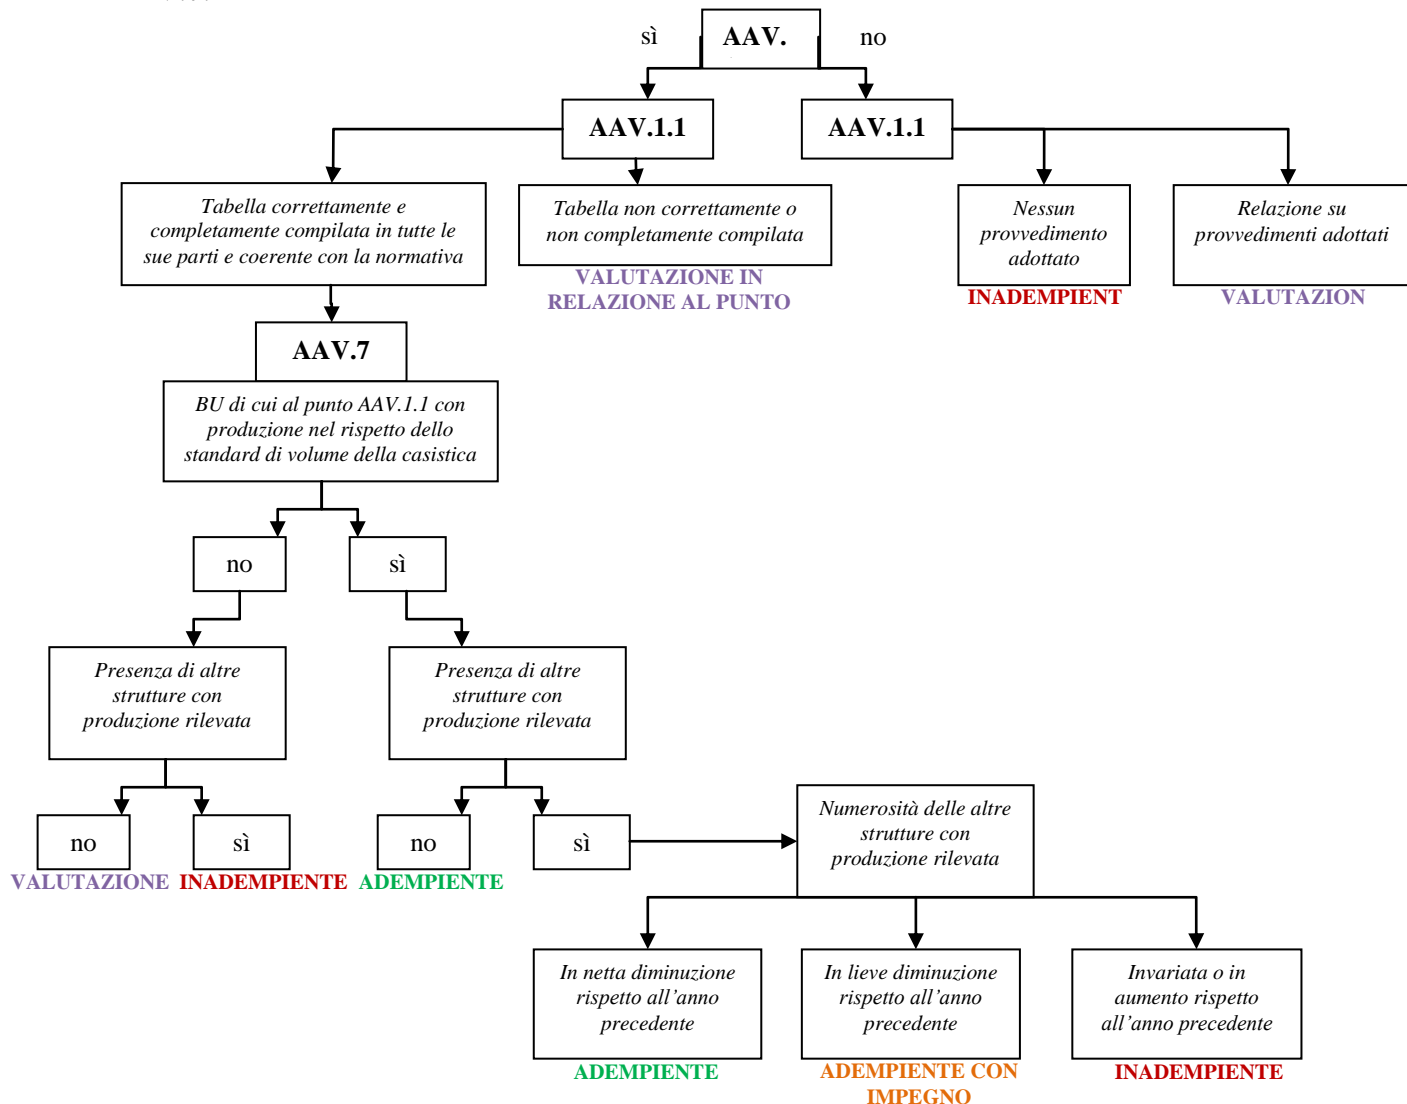 sì
AAV.
no
AAV.1.1
AAV.1.1
Tabella correttamente e
completamente compilata in tutte le
sue parti e coerente con la normativa
Tabella non correttamente o
non completamente compilata
VALUTAZIONE IN
RELAZIONE AL PUNTO
Nessun
provvedimento
adottato
INADEMPIENT
Relazione su
provvedimenti adottati
VALUTAZION
AAV.7
BU di cui al punto AAV.1.1 con
produzione nel rispetto dello
standard di volume della casistica
no
sì
Presenza di altre
strutture con
produzione rilevata
Presenza di altre
strutture con
produzione rilevata
no
sì
no
sì
VALUTAZIONE
INADEMPIENTE
ADEMPIENTE
Numerosità delle altre
strutture con
produzione rilevata
In netta diminuzione
rispetto all’anno
precedente
ADEMPIENTE
In lieve diminuzione
rispetto all’anno
precedente
ADEMPIENTE CON
IMPEGNO
Invariata o in
aumento rispetto
all’anno precedente
INADEMPIENTE